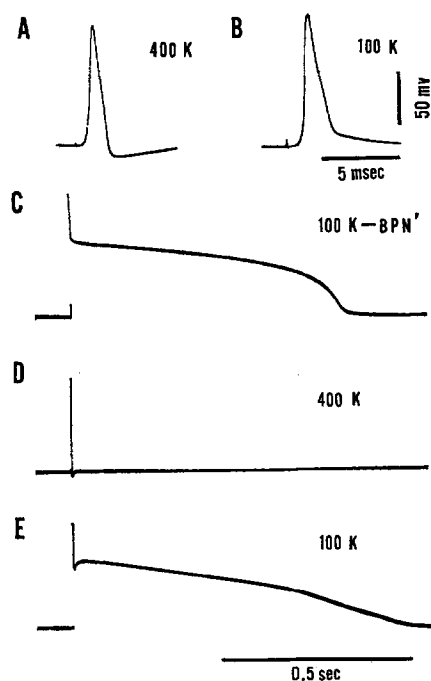 A
400 K
B
100 K
50 mv
5 msec
C
100 K—BPN'
D
400 K
E
100 K
0.5 sec